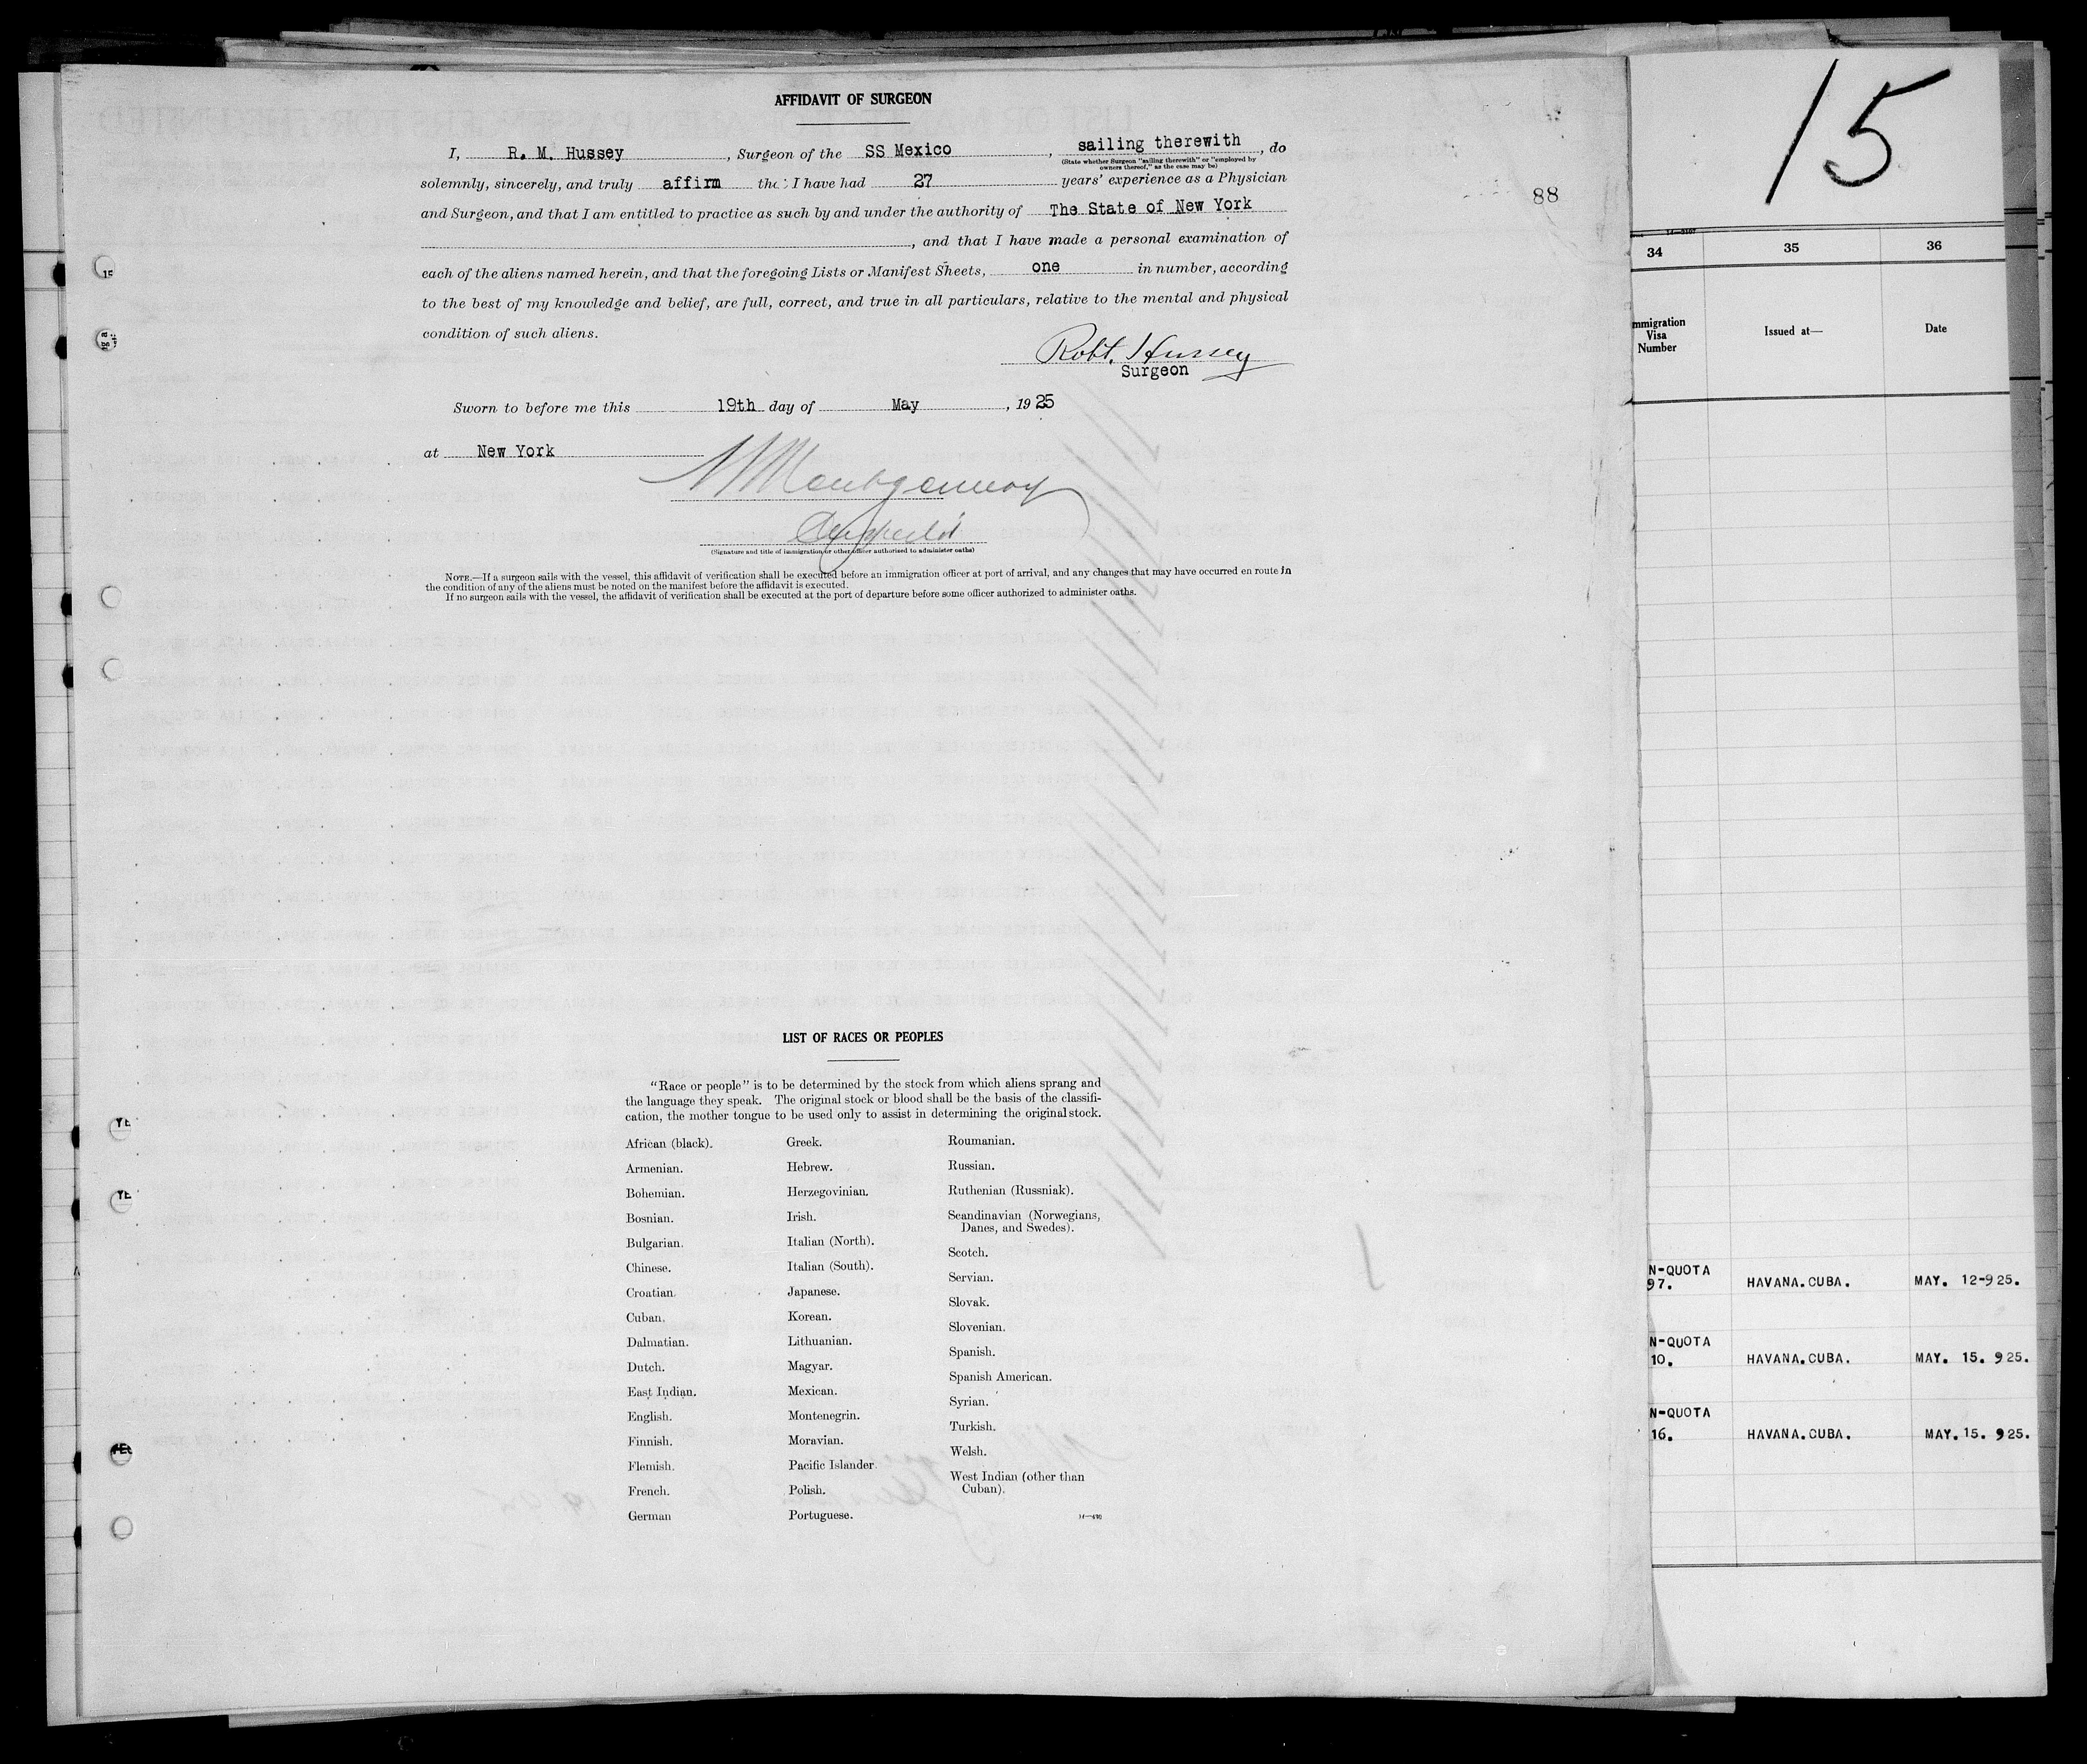 AFFIDAVIT OF SURGEON
I, R. M. Hussey, Surgeon of the SS Mexico, sailing therewith, do
(State whether Surgeon "sailing therewith" or "employed by
owners thereof," as the case may be)
solemnly, sincerely, and truly affirm tha I have had 27 years' experience as a Physician
and Surgeon, and that I am entitled to practice as such by and under the authority of The State of New York
, and that I have made a personal examination of
each of the aliens named herein, and that the foregoing Lists or Manifest Sheets, one in number, according
to the best of my knowledge and belief, are full, correct, and true in all particulars, relative to the mental and physical
condition of such aliens.
Robt. Hussey
Surgeon
Sworn to before me this 19th day of May, 1925
at New York
Montgomery
(Signature and title of immigration or other officer authorized to administer oaths)
NOTE.—If a surgeon sails with the vessel, this affidavit of verification shall be executed before an immigration officer at port of arrival, and any changes that may have occurred en route in
the condition of any of the aliens must be noted on the manifest before the affidavit is executed.
If no surgeon sails with the vessel, the affidavit of verification shall be executed at the port of departure before some officer authorized to administer oaths.
88
LIST OF RACES OR PEOPLES
"Race or people" is to be determined by the stock from which aliens sprang and
the language they speak. The original stock or blood shall be the basis of the classifi-
cation, the mother tongue to be used only to assist in determining the original stock.
African (black).
Armenian.
Bohemian.
Bosnian.
Bulgarian.
Chinese.
Croatian.
Cuban.
Dalmatian.
Dutch.
East Indian.
English.
Finnish.
Flemish.
French.
German
Greek.
Hebrew.
Herzegovinian.
Irish.
Italian (North).
Italian (South).
Japanese.
Korean.
Lithuanian.
Magyar.
Mexican.
Montenegrin.
Moravian.
Pacific Islander.
Polish.
Portuguese.
Roumanian.
Russian.
Ruthenian (Russniak).
Scandinavian (Norwegians,
Danes, and Swedes).
Scotch.
Servian.
Slovak.
Slovenian.
Spanish.
Spanish American.
Syrian.
Turkish.
Welsh.
West Indian (other than
Cuban).
15
34 35 36
mmigration
Visa
Number
Issued at—
Date
N-QUOTA
97. HAVANA.CUBA. MAY. 12-925.
N-QUOTA
10. HAVANA.CUBA. MAY. 15. 925.
N-QUOTA
16. HAVANA.CUBA. MAY.15. 925.